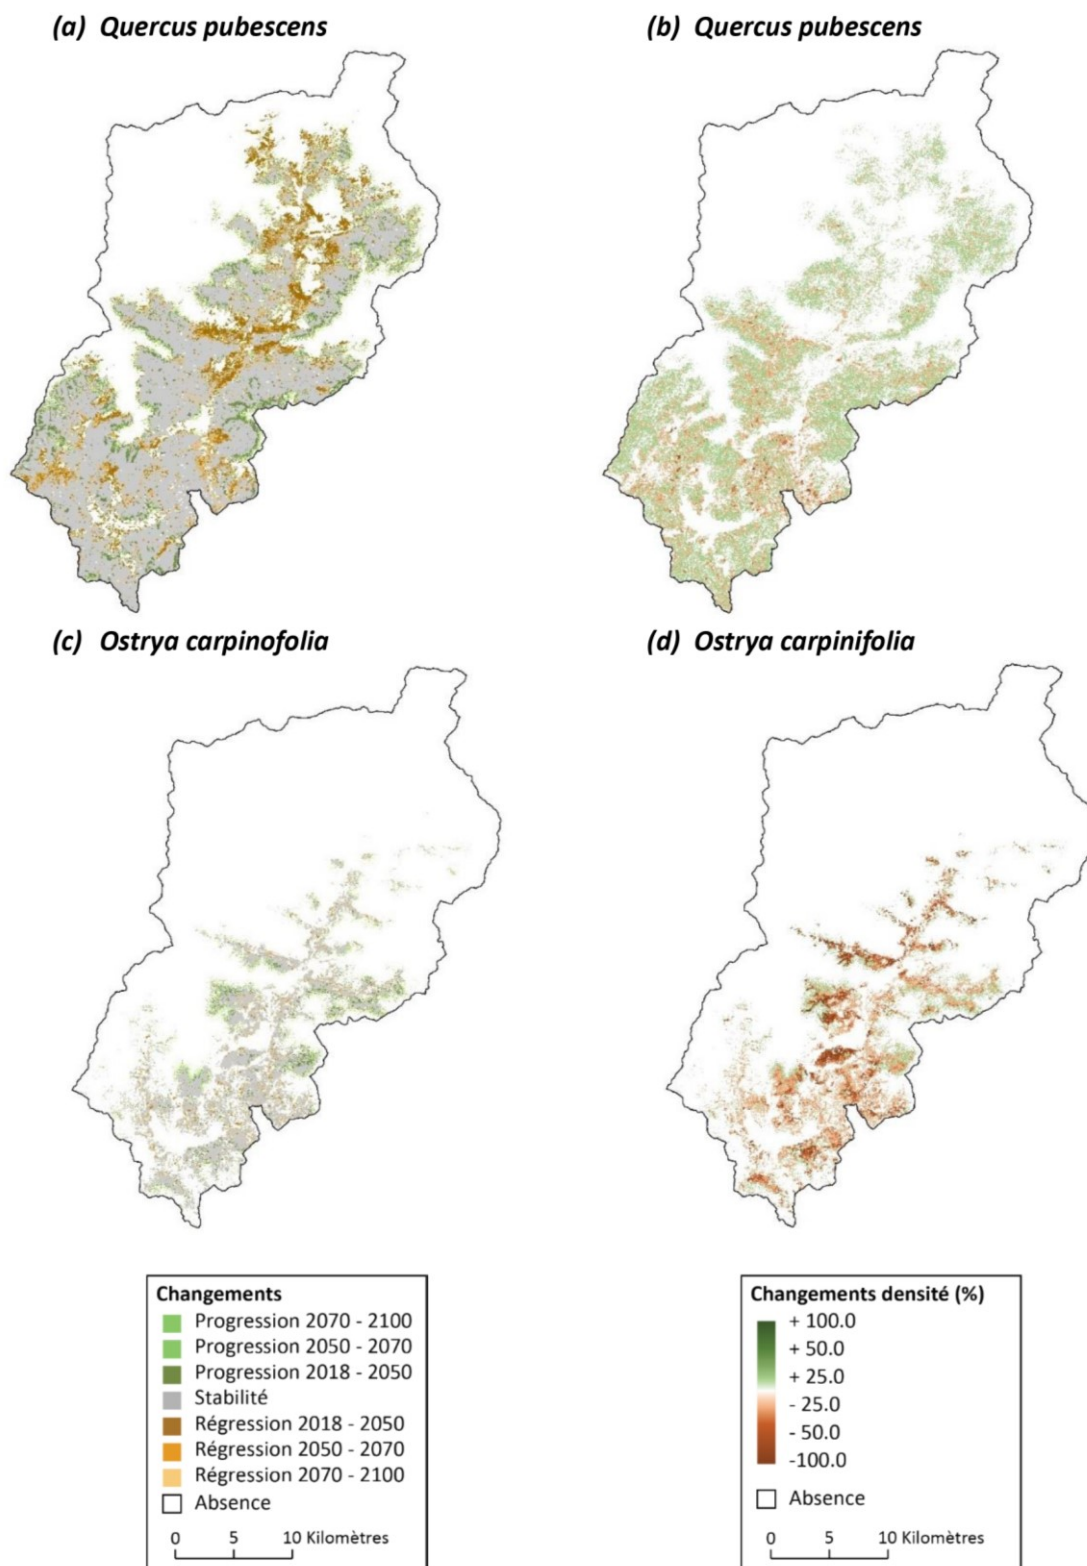 (a) Quercus pubescens
(b) Quercus pubescens
(c) Ostrya carpinofolia
(d) Ostrya carpinifolia
Changements
Progression 2070 - 2100
Progression 2050 - 2070
Progression 2018 - 2050
Stabilité
Régression 2018 - 2050
Régression 2050 - 2070
Régression 2070 - 2100
Absence
0 5 10 Kilomètres
Changements densité (%)
+ 100.0
+ 50.0
+ 25.0
- 25.0
- 50.0
-100.0
Absence
0 5 10 Kilomètres